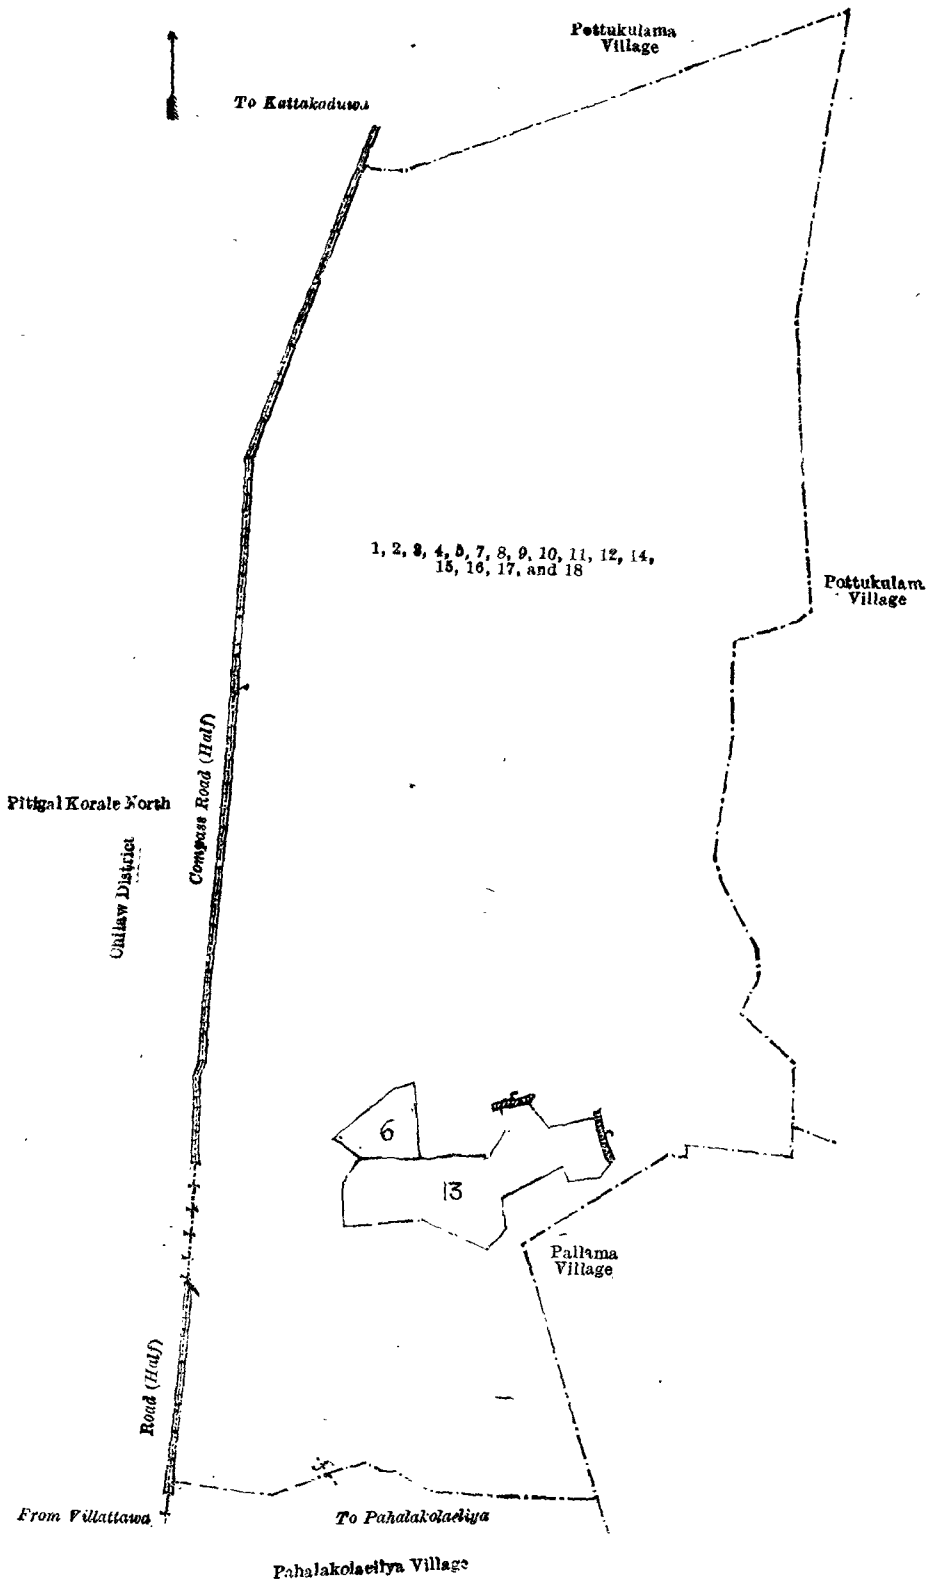 Pottukulama
Village
To Kattakaduwa
1, 2, 3, 4, 5, 7, 8, 9, 10, 11, 12, 14,
15, 16, 17, and 18
Pottukulam
Village
Compass Road (Half)
Pitigal Korale North
Chilaw District
6
13
Pallama
Village
Road (Half)
From Villattawa
To Pahalakolaeliya
Pahalakolaeliya Village